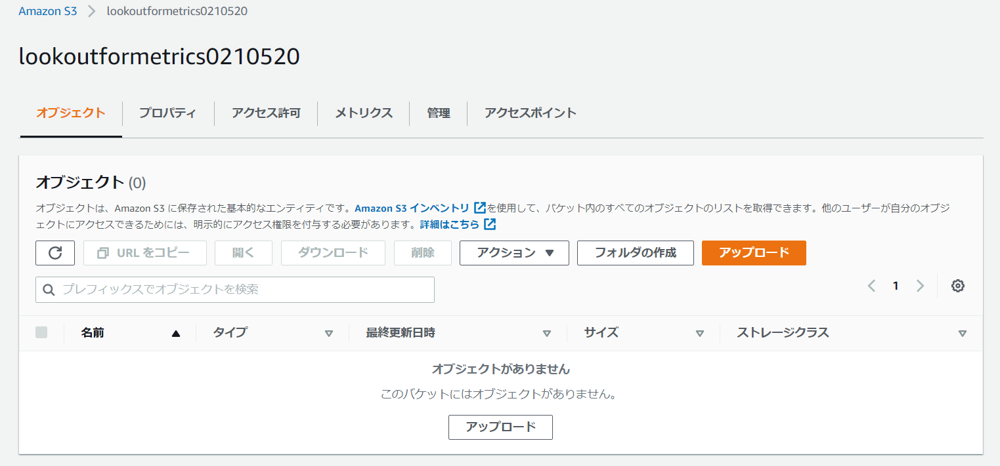 Amazon S3 > lookoutformetrics0210520
lookoutformetrics0210520
オブジェクト プロパティ アクセス許可 メトリクス 管理 アクセスポイント
オブジェクト (0)
オブジェクトは、Amazon S3 に保存された基本的なエンティティです。Amazon S3 インベントリ を使用して、バケット内のすべてのオブジェクトのリストを取得できます。他のユーザーが自分のオブジ
ェクトにアクセスできるためには、明示的にアクセス権限を付与する必要があります。詳細はこちら
URL をコピー 開く ダウンロード 削除 アクション ▼ フォルダの作成 アップロード
プレフィックスでオブジェクトを検索 < 1 >
名前 ▲ タイプ ▽ 最終更新日時 ▽ サイズ ▽ ストレージクラス ▽
オブジェクトがありません
このバケットにはオブジェクトがありません。
アップロード